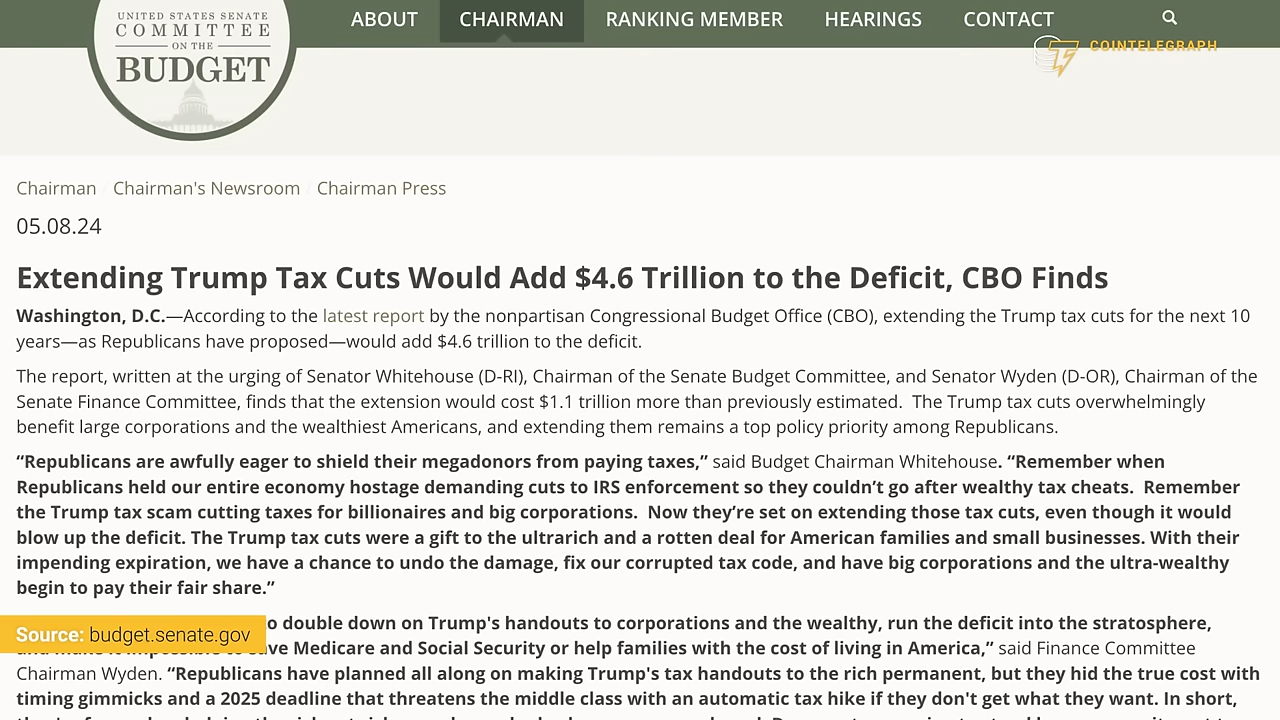 UNITED STATES SENATE
COMMITTEE
ON THE
BUDGET
ABOUT
CHAIRMAN
RANKING MEMBER
HEARINGS
CONTACT
COINTELEGRAPH
Chairman / Chairman's Newsroom / Chairman Press
05.08.24
Extending Trump Tax Cuts Would Add $4.6 Trillion to the Deficit, CBO Finds
Washington, D.C.—According to the latest report by the nonpartisan Congressional Budget Office (CBO), extending the Trump tax cuts for the next 10
years—as Republicans have proposed—would add $4.6 trillion to the deficit.
The report, written at the urging of Senator Whitehouse (D-RI), Chairman of the Senate Budget Committee, and Senator Wyden (D-OR), Chairman of the
Senate Finance Committee, finds that the extension would cost $1.1 trillion more than previously estimated.  The Trump tax cuts overwhelmingly
benefit large corporations and the wealthiest Americans, and extending them remains a top policy priority among Republicans.
“Republicans are awfully eager to shield their megadonors from paying taxes,” said Budget Chairman Whitehouse. “Remember when
Republicans held our entire economy hostage demanding cuts to IRS enforcement so they couldn’t go after wealthy tax cheats.  Remember
the Trump tax scam cutting taxes for billionaires and big corporations.  Now they’re set on extending those tax cuts, even though it would
blow up the deficit. The Trump tax cuts were a gift to the ultrarich and a rotten deal for American families and small businesses. With their
impending expiration, we have a chance to undo the damage, fix our corrupted tax code, and have big corporations and the ultra-wealthy
begin to pay their fair share.”
o double down on Trump's handouts to corporations and the wealthy, run the deficit into the stratosphere,
Source: budget.senate.gov
save Medicare and Social Security or help families with the cost of living in America,” said Finance Committee
Chairman Wyden. “Republicans have planned all along on making Trump's tax handouts to the rich permanent, but they hid the true cost with
timing gimmicks and a 2025 deadline that threatens the middle class with an automatic tax hike if they don't get what they want. In short,